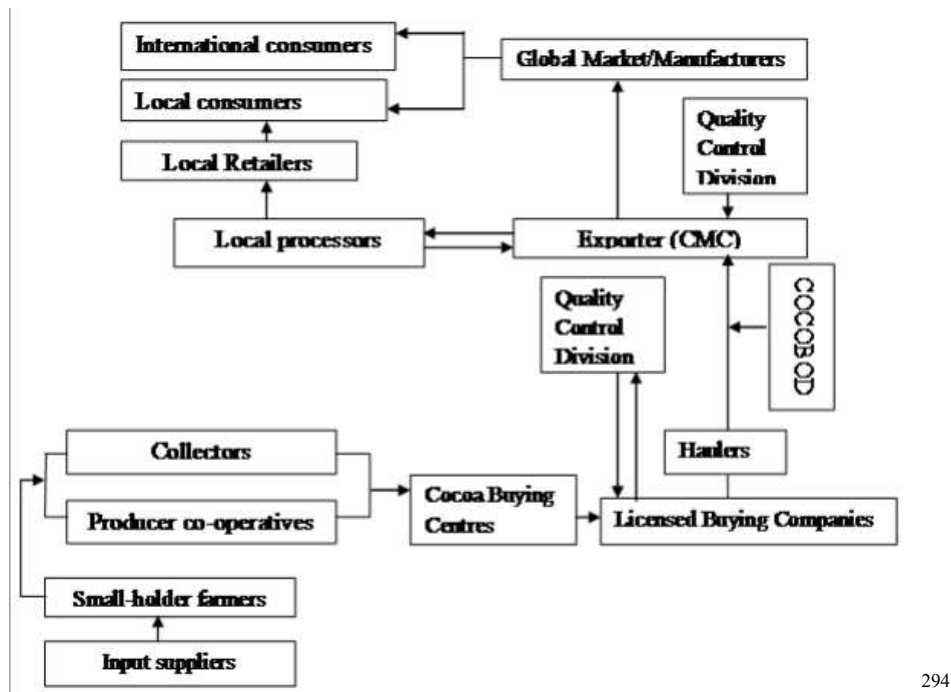 International consumers
Global Market/Manufacturers
Local consumers
Quality
Control
Division
Local Retailers
Local processors
Exporter (CMC)
Quality
Control
Division
COCOBOD
Collectors
Haulers
Cocoa Buying
Centres
Producer co-operatives
Licensed Buying Companies
Small-holder farmers
Input suppliers
294